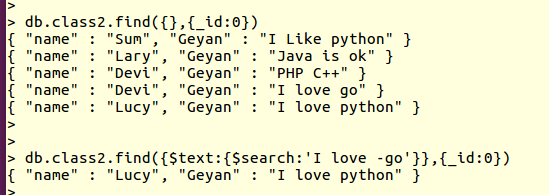 >
> db.class2.find({},{_id:0})
{ "name" : "Sum", "Geyan" : "I Like python" }
{ "name" : "Lary", "Geyan" : "Java is ok" }
{ "name" : "Devi", "Geyan" : "PHP C++" }
{ "name" : "Devi", "Geyan" : "I love go" }
{ "name" : "Lucy", "Geyan" : "I love python" }
>
>
> db.class2.find({$text:{$search:'I love -go'}},{_id:0})
{ "name" : "Lucy", "Geyan" : "I love python" }